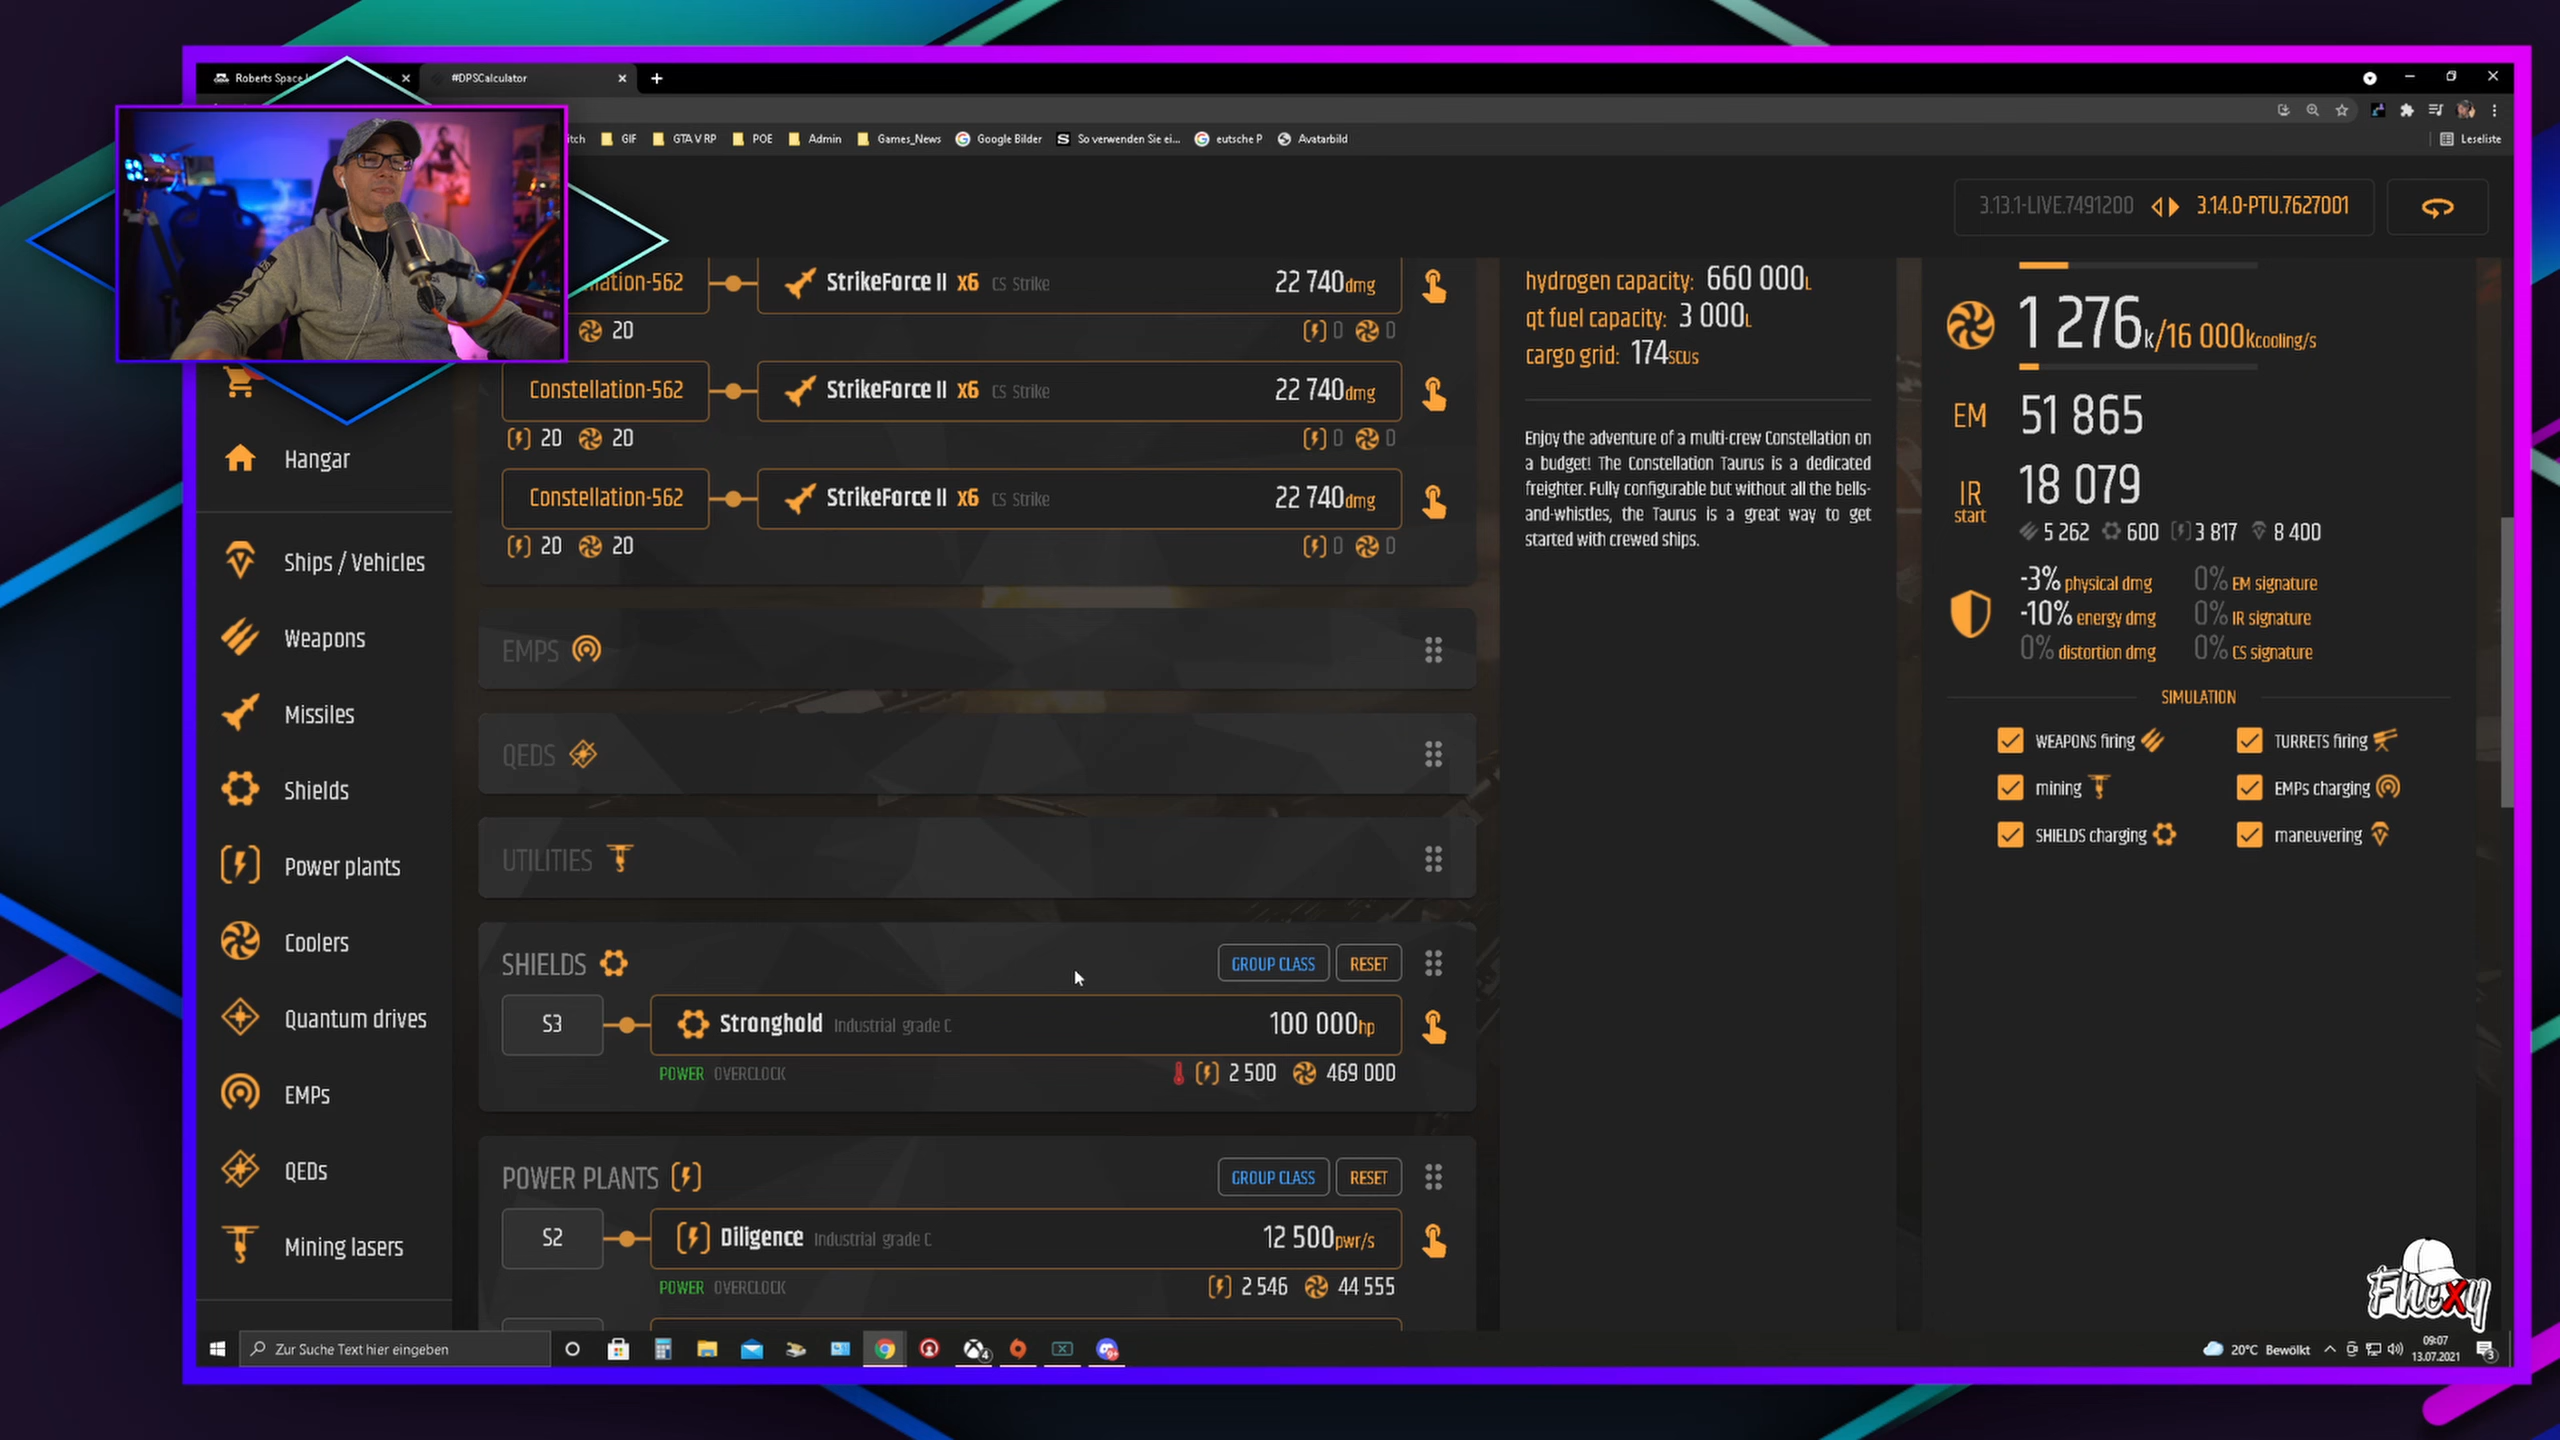 Roberts Space
#DPSCalculator
itch
GIF
GTA V RP
POE
Admin
Games_News
Google Bilder
So verwenden Sie ei...
eutsche P
Avatarbild
Leseliste
3.13.1-LIVE.7491200
3.14.0-PTU.7627001
Hangar
Ships / Vehicles
Weapons
Missiles
Shields
Power plants
Coolers
Quantum drives
EMPs
QEDs
Mining lasers
ation-562
StrikeForce II x6 CS Strike
22 740dmg
20
0 0
Constellation-562
StrikeForce II x6 CS Strike
22 740dmg
20 20
0 0
Constellation-562
StrikeForce II x6 CS Strike
22 740dmg
20 20
0 0
EMPS
QEDS
UTILITIES
SHIELDS
GROUP CLASS
RESET
S3
Stronghold Industrial grade C
100 000hp
POWER OVERCLOCK
2 500 469 000
POWER PLANTS
GROUP CLASS
RESET
S2
Diligence Industrial grade C
12 500pwr/s
POWER OVERCLOCK
2 546 44 555
hydrogen capacity: 660 000L
qt fuel capacity: 3 000L
cargo grid: 174SCUS
Enjoy the adventure of a multi-crew Constellation on
a budget! The Constellation Taurus is a dedicated
freighter. Fully configurable but without all the bells-
and-whistles, the Taurus is a great way to get
started with crewed ships.
1 276k/16 000kcooling/s
EM 51 865
IR start 18 079
5 262 600 3 817 8 400
-3% physical dmg 0% EM signature
-10% energy dmg 0% IR signature
0% distortion dmg 0% CS signature
SIMULATION
WEAPONS firing
TURRETS firing
mining
EMPs charging
SHIELDS charging
maneuvering
Fhexy
Zur Suche Text hier eingeben
4
9+
20°C Bewölkt
09:07
13.07.2021
3